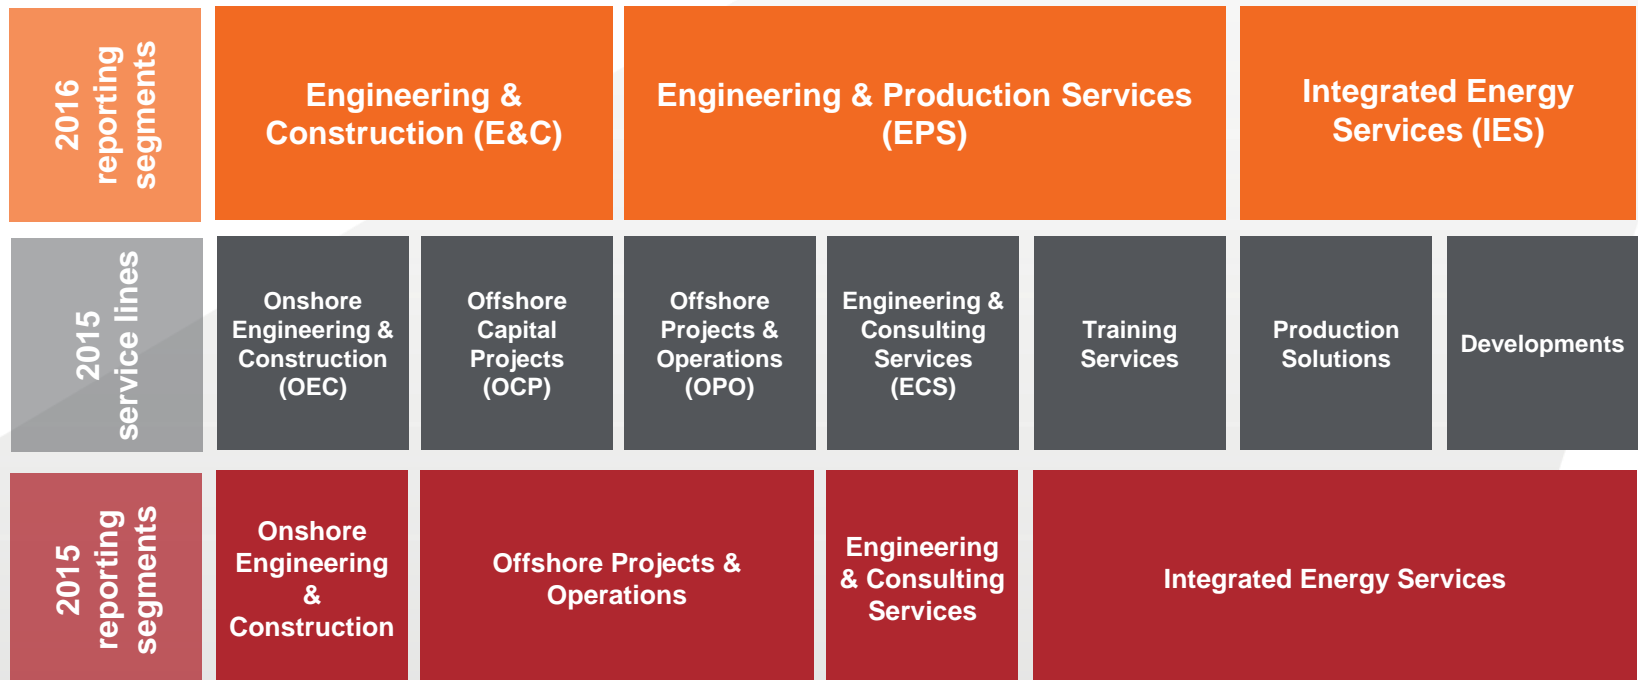 2016
reporting
segments
Engineering &
Construction (E&C)
Engineering & Production Services
(EPS)
Integrated Energy
Services (IES)
2015
service lines
Onshore
Engineering &
Construction
(OEC)
Offshore
Capital
Projects
(OCP)
Offshore
Projects &
Operations
(OPO)
Engineering &
Consulting
Services
(ECS)
Training
Services
Production
Solutions
Developments
2015
reporting
segments
Onshore
Engineering
&
Construction
Offshore Projects &
Operations
Engineering
& Consulting
Services
Integrated Energy Services